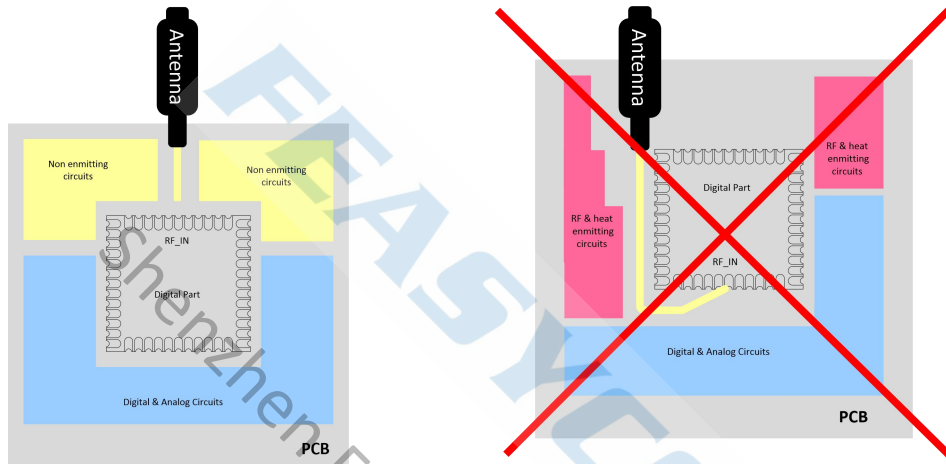 Antenna
Non enmitting
circuits
Non enmitting
circuits
RF_IN
Digital Part
Digital & Analog Circuits
PCB
Antenna
RF & heat
enmitting
circuits
Digital Part
RF & heat
enmitting
circuits
RF_IN
Digital & Analog Circuits
PCB
FEASYC
Shenzhen F